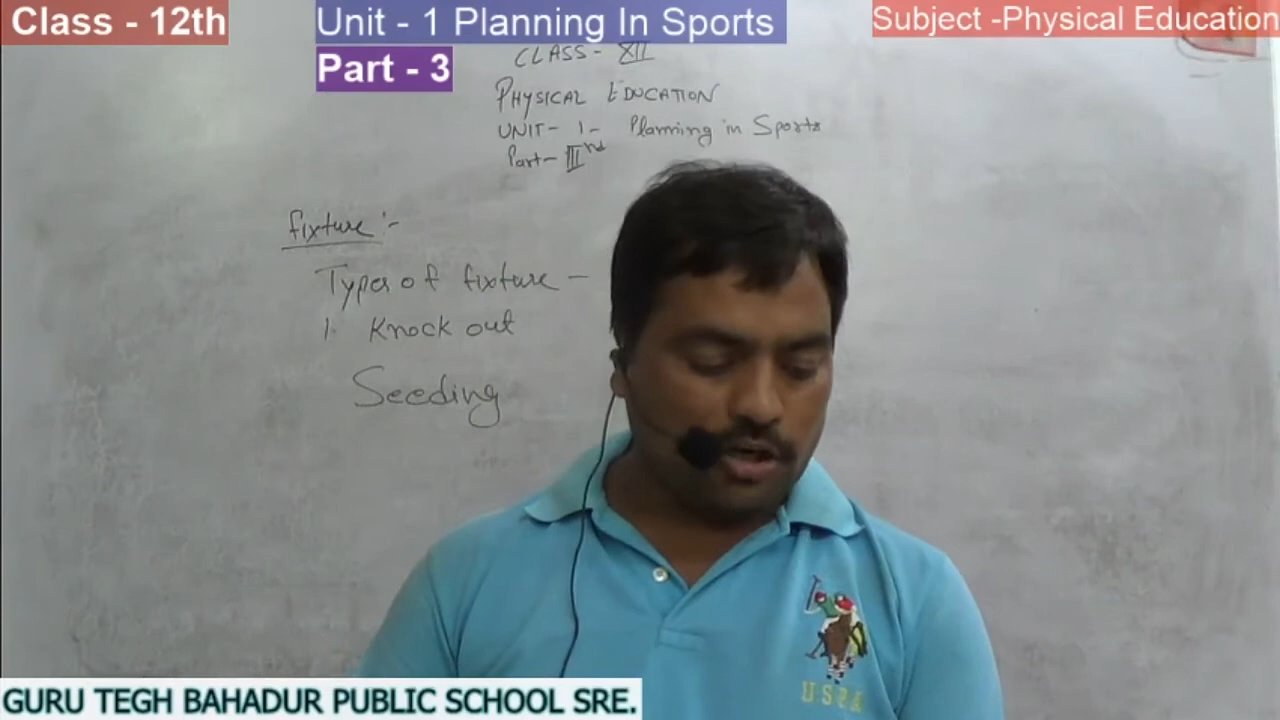 Class - 12th
Unit - 1 Planning In Sports
Subject -Physical Education
Part - 3
CLASS- XII
PHYSICAL EDUCATION
UNIT- 1- Planning in Sports
Part- III nd
fixture :-
Types of fixture -
1. Knock out
Seeding
USPA
GURU TEGH BAHADUR PUBLIC SCHOOL SRE.